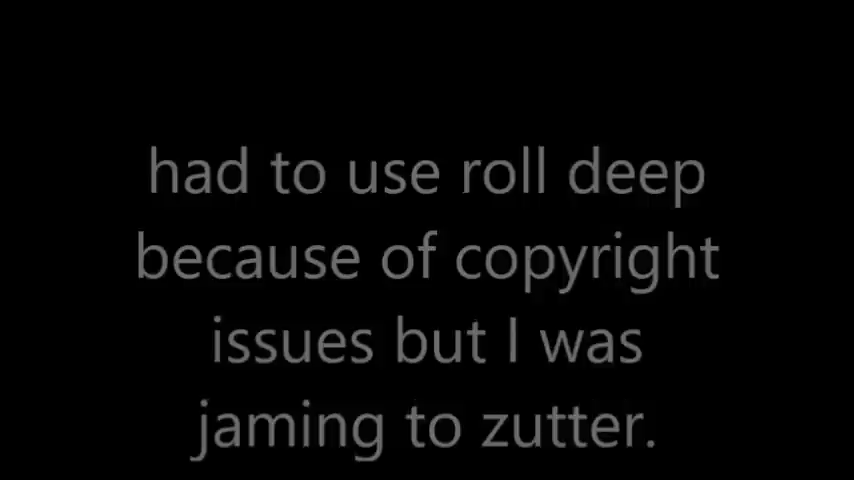 had to use roll deep
because of copyright
issues but I was
jaming to zutter.